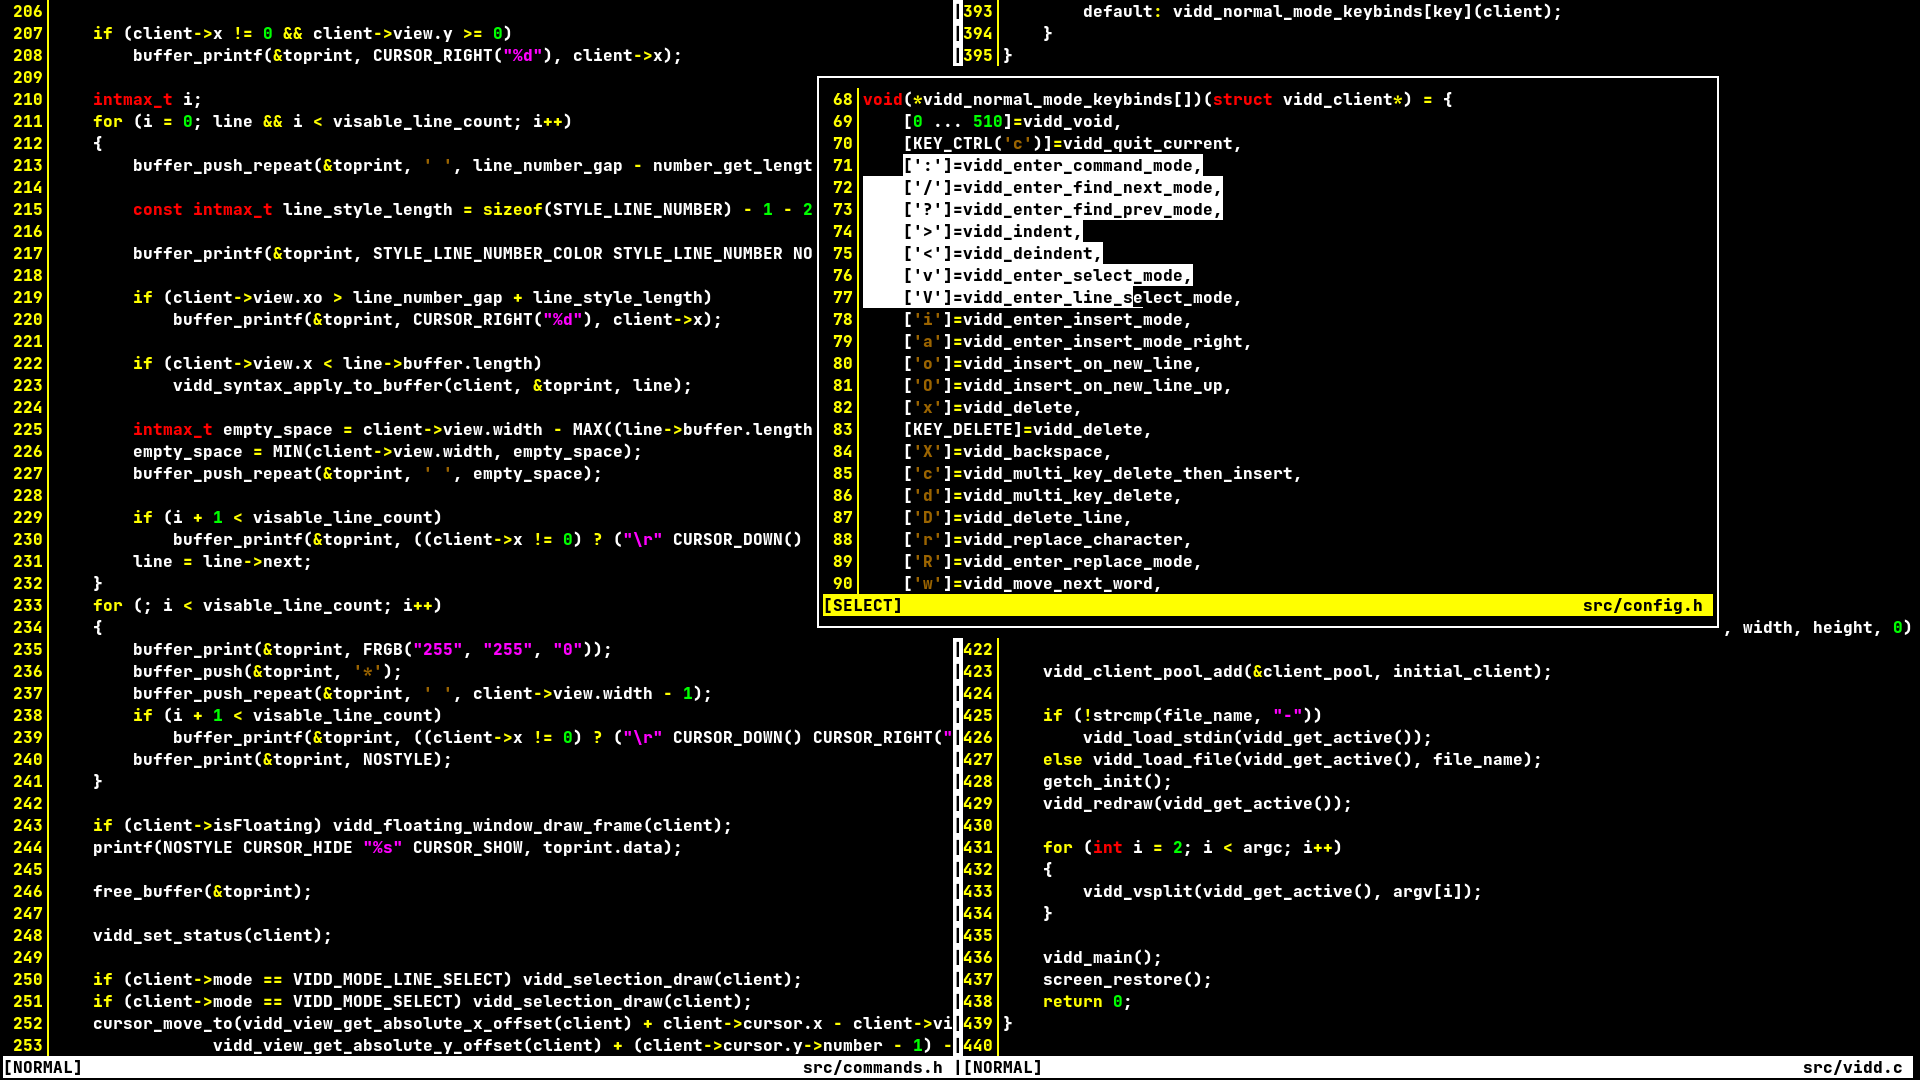 206
207     if (client->x != 0 && client->view.y >= 0)
208         buffer_printf(&toprint, CURSOR_RIGHT("%d"), client->x);
209
210     intmax_t i;
211     for (i = 0; line && i < visable_line_count; i++)
212     {
213         buffer_push_repeat(&toprint, ' ', line_number_gap - number_get_lengt
214
215         const intmax_t line_style_length = sizeof(STYLE_LINE_NUMBER) - 1 - 2
216
217         buffer_printf(&toprint, STYLE_LINE_NUMBER_COLOR STYLE_LINE_NUMBER NO
218
219         if (client->view.xo > line_number_gap + line_style_length)
220             buffer_printf(&toprint, CURSOR_RIGHT("%d"), client->x);
221
222         if (client->view.x < line->buffer.length)
223             vidd_syntax_apply_to_buffer(client, &toprint, line);
224
225         intmax_t empty_space = client->view.width - MAX((line->buffer.length
226         empty_space = MIN(client->view.width, empty_space);
227         buffer_push_repeat(&toprint, ' ', empty_space);
228
229         if (i + 1 < visable_line_count)
230             buffer_printf(&toprint, ((client->x != 0) ? ("\r" CURSOR_DOWN()
231         line = line->next;
232     }
233     for (; i < visable_line_count; i++)
234     {
235         buffer_print(&toprint, FRGB("255", "255", "0"));
236         buffer_push(&toprint, '*');
237         buffer_push_repeat(&toprint, ' ', client->view.width - 1);
238         if (i + 1 < visable_line_count)
239             buffer_printf(&toprint, ((client->x != 0) ? ("\r" CURSOR_DOWN() CURSOR_RIGHT("
240         buffer_print(&toprint, NOSTYLE);
241     }
242
243     if (client->isFloating) vidd_floating_window_draw_frame(client);
244     printf(NOSTYLE CURSOR_HIDE "%s" CURSOR_SHOW, toprint.data);
245
246     free_buffer(&toprint);
247
248     vidd_set_status(client);
249
250     if (client->mode == VIDD_MODE_LINE_SELECT) vidd_selection_draw(client);
251     if (client->mode == VIDD_MODE_SELECT) vidd_selection_draw(client);
252     cursor_move_to(vidd_view_get_absolute_x_offset(client) + client->cursor.x - client->vi
253                 vidd_view_get_absolute_y_offset(client) + (client->cursor.y->number - 1) -
[NORMAL] src/commands.h
393         default: vidd_normal_mode_keybinds[key](client);
394     }
395 }
68 void(*vidd_normal_mode_keybinds[])(struct vidd_client*) = {
69     [0 ... 510]=vidd_void,
70     [KEY_CTRL('c')]=vidd_quit_current,
71     [':']=vidd_enter_command_mode,
72     ['/']=vidd_enter_find_next_mode,
73     ['?']=vidd_enter_find_prev_mode,
74     ['>']=vidd_indent,
75     ['<']=vidd_deindent,
76     ['v']=vidd_enter_select_mode,
77     ['V']=vidd_enter_line_select_mode,
78     ['i']=vidd_enter_insert_mode,
79     ['a']=vidd_enter_insert_mode_right,
80     ['o']=vidd_insert_on_new_line,
81     ['O']=vidd_insert_on_new_line_up,
82     ['x']=vidd_delete,
83     [KEY_DELETE]=vidd_delete,
84     ['X']=vidd_backspace,
85     ['c']=vidd_multi_key_delete_then_insert,
86     ['d']=vidd_multi_key_delete,
87     ['D']=vidd_delete_line,
88     ['r']=vidd_replace_character,
89     ['R']=vidd_enter_replace_mode,
90     ['w']=vidd_move_next_word,
[SELECT] src/config.h
, width, height, 0)
422
423     vidd_client_pool_add(&client_pool, initial_client);
424
425     if (!strcmp(file_name, "-"))
426         vidd_load_stdin(vidd_get_active());
427     else vidd_load_file(vidd_get_active(), file_name);
428     getch_init();
429     vidd_redraw(vidd_get_active());
430
431     for (int i = 2; i < argc; i++)
432     {
433         vidd_vsplit(vidd_get_active(), argv[i]);
434     }
435
436     vidd_main();
437     screen_restore();
438     return 0;
439 }
440
[NORMAL] src/vidd.c